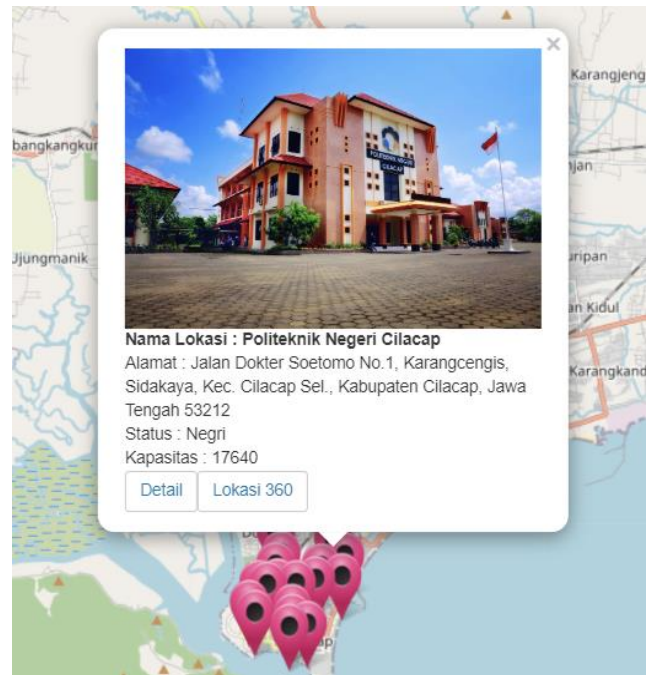 ×
Karangjeng
bangkangkur
POLITEKNIK NEGERI
CILACAP
njan
Jjungmanik
uripan
an Kidul
Nama Lokasi : Politeknik Negeri Cilacap
Karangkand
Alamat : Jalan Dokter Soetomo No.1, Karangcengis,
Sidakaya, Kec. Cilacap Sel., Kabupaten Cilacap, Jawa
Tengah 53212
Status : Negri
Kapasitas : 17640
Detail
Lokasi 360
ap